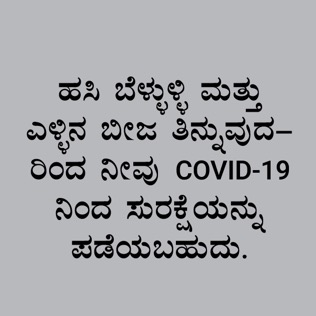 ಹಸಿ ಬೆಳ್ಳುಳ್ಳಿ ಮತ್ತು
ಎಳ್ಳಿನ ಬೀಜ ತಿನ್ನುವುದ–
ರಿಂದ ನೀವು COVID-19
ನಿಂದ ಸುರಕ್ಷೆಯನ್ನು
ಪಡೆಯಬಹುದು.